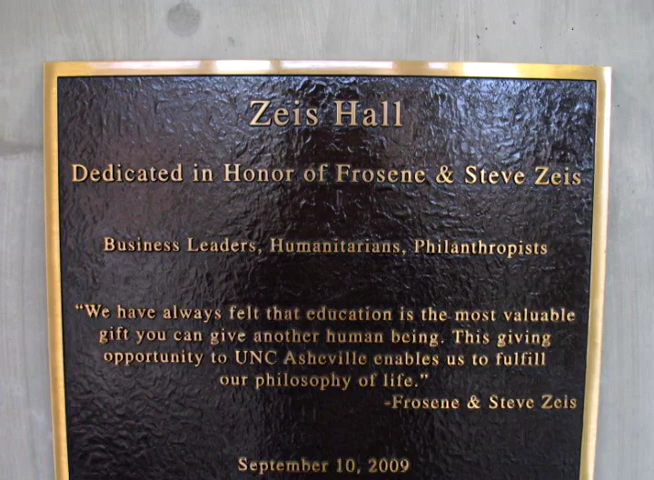 Zeis Hall
Dedicated in Honor of Frosene & Steve Zeis
Business Leaders, Humanitarians, Philanthropists
“We have always felt that education is the most valuable
gift you can give another human being. This giving
opportunity to UNC Asheville enables us to fulfill
our philosophy of life.”
-Frosene & Steve Zeis
September 10, 2009